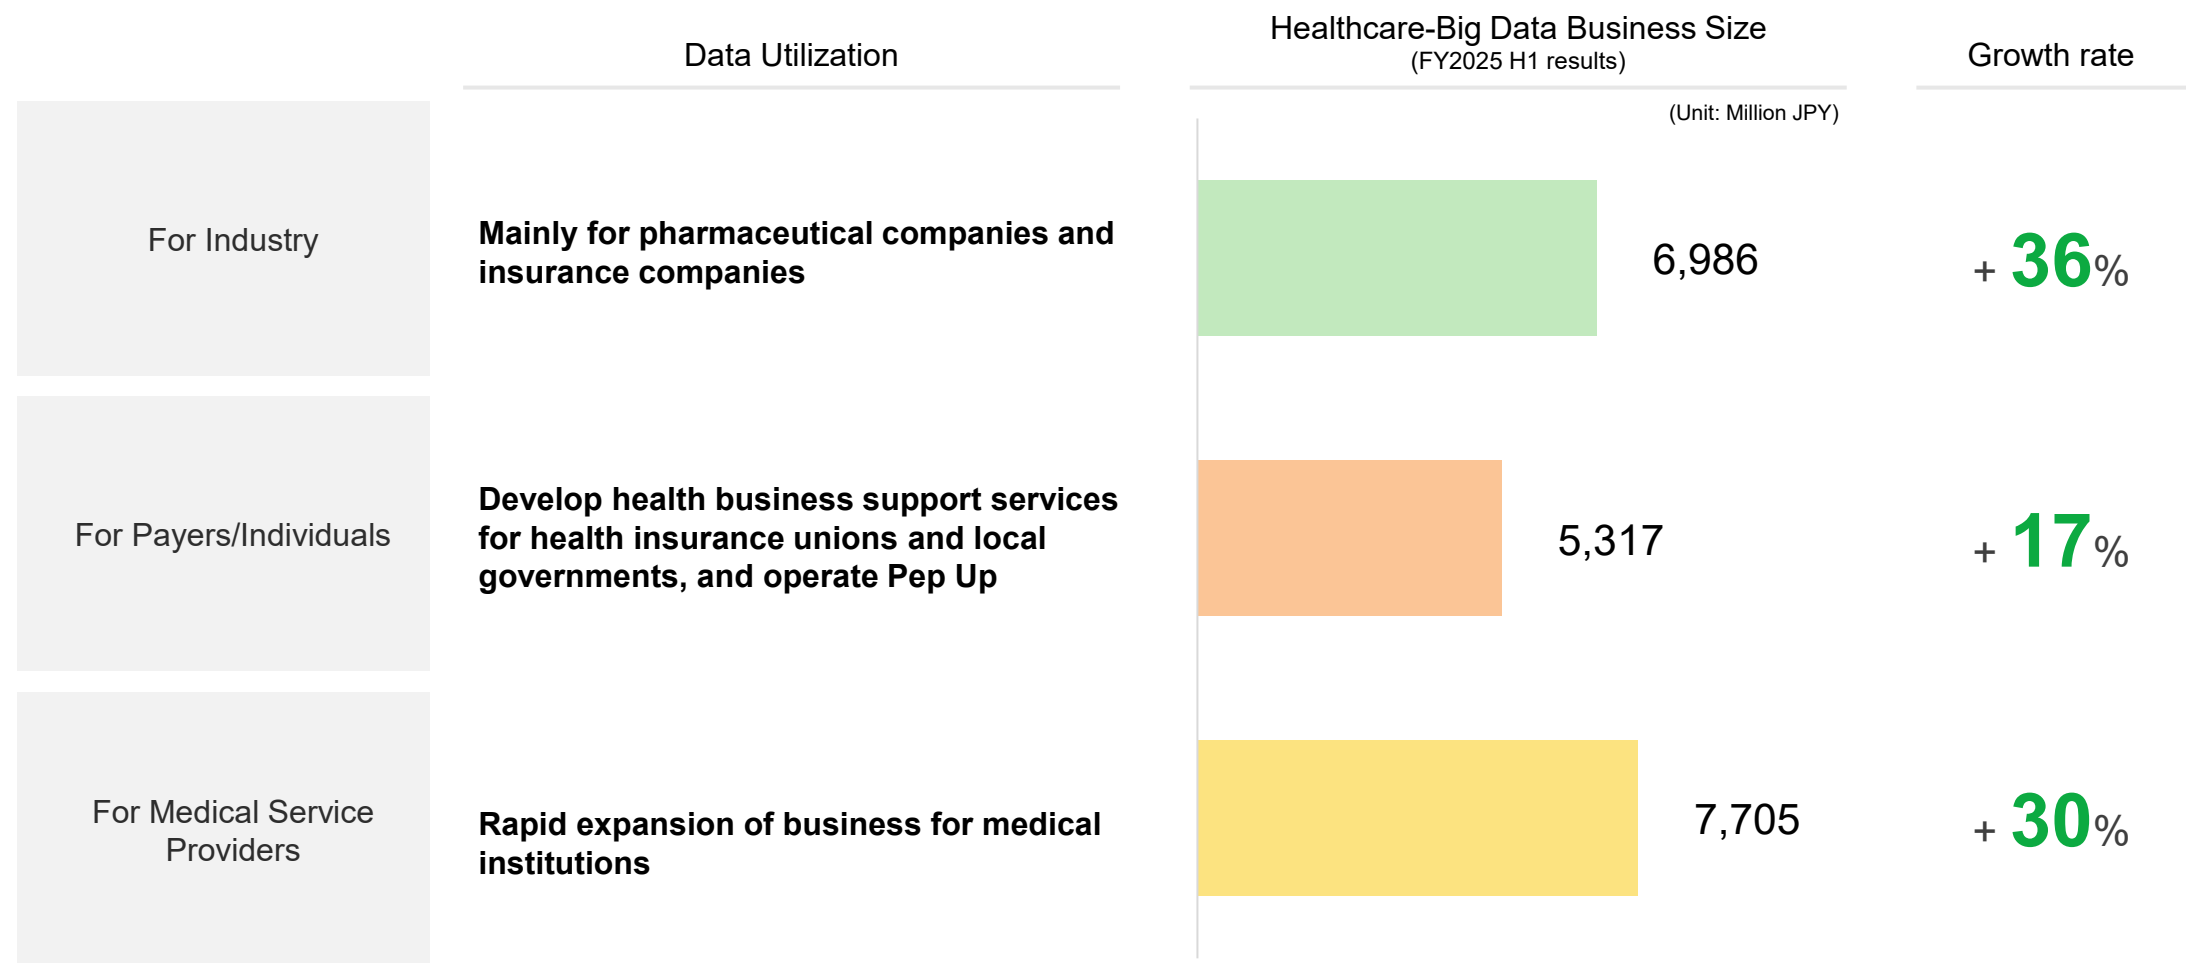 Data Utilization
Healthcare-Big Data Business Size
(FY2025 H1 results)
Growth rate
(Unit: Million JPY)
For Industry
Mainly for pharmaceutical companies and
insurance companies
6,986
+ 36%
For Payers/Individuals
Develop health business support services
for health insurance unions and local
governments, and operate Pep Up
5,317
+ 17%
For Medical Service
Providers
Rapid expansion of business for medical
institutions
7,705
+ 30%